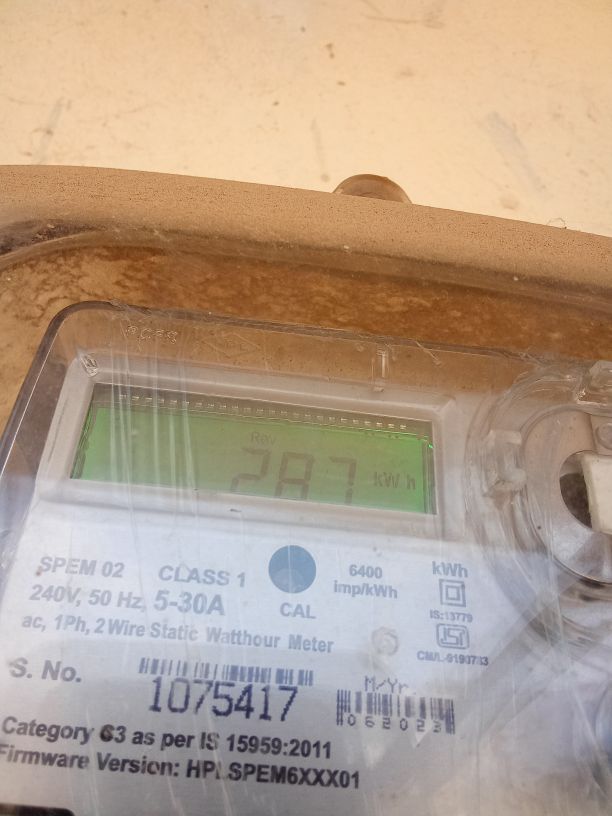 Rev
287 kWh
SPEM 02 CLASS 1 6400 kWh
240V, 50 Hz, 5-30A CAL imp/kWh
IS:13779
ac, 1Ph, 2Wire Static Watthour Meter
S. No. M/Yr.
1075417 062023
Category C3 as per IS 15959:2011
Firmware Version: HPLSPEM6XXX01